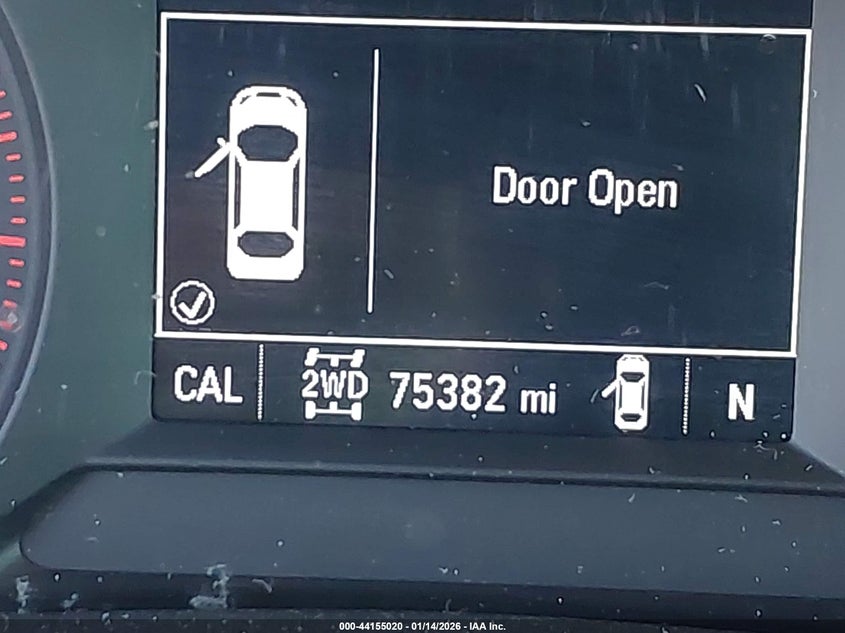 Door Open
CAL 2WD 75382 mi N
000-44155020 - 01/14/2026 - IAA Inc.